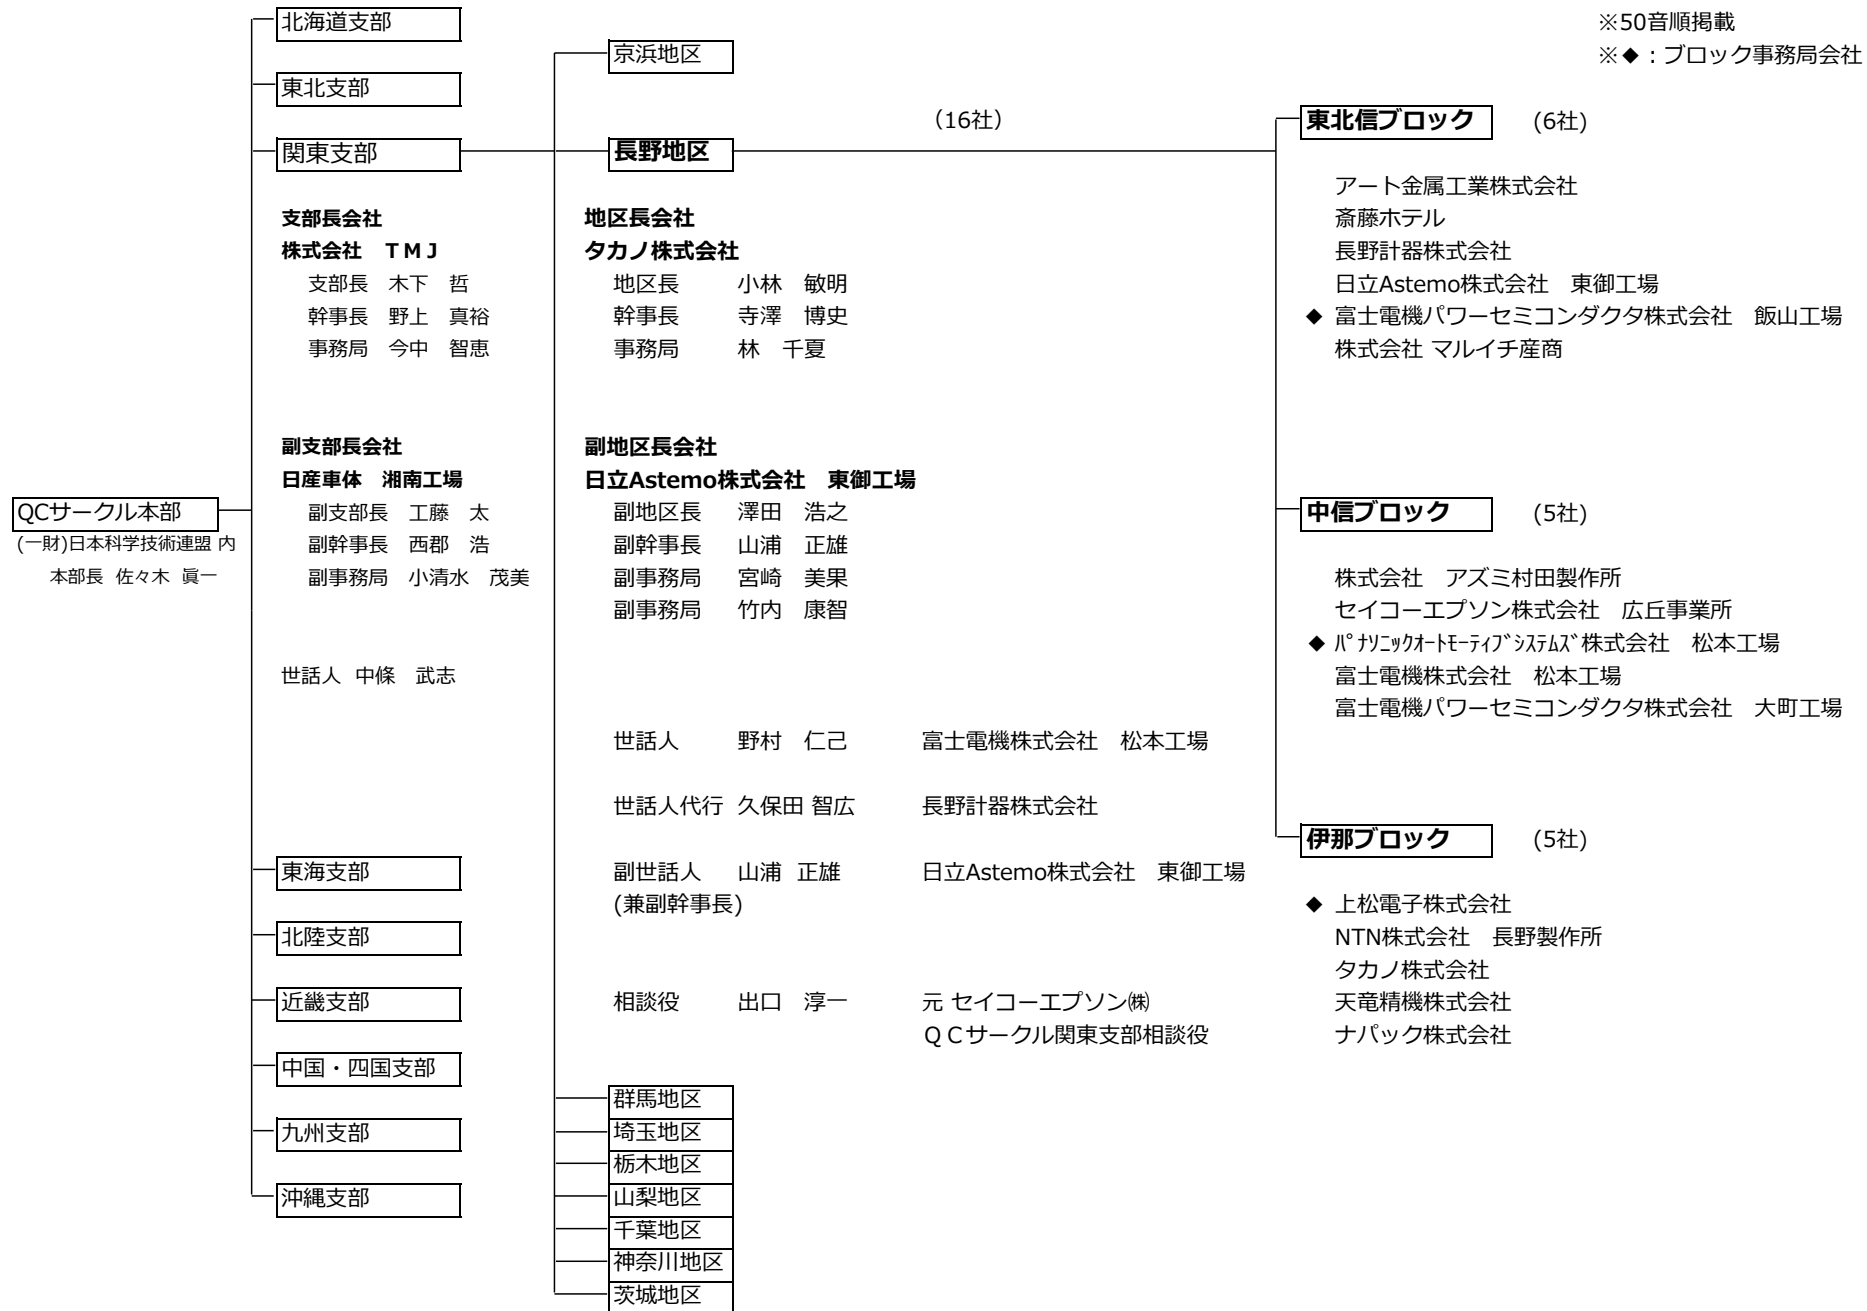 ※50音順掲載
※◆：ブロック事務局会社
QCサークル本部
(一財)日本科学技術連盟 内
本部長 佐々木 眞一
北海道支部
東北支部
関東支部
支部長会社
株式会社　ＴＭＪ
支部長　木下　哲
幹事長　野上　真裕
事務局　今中　智恵
副支部長会社
日産車体　湘南工場
副支部長　工藤　太
副幹事長　西郡　浩
副事務局　小清水　茂美
世話人 中條　武志
東海支部
北陸支部
近畿支部
中国・四国支部
九州支部
沖縄支部
京浜地区
長野地区
（16社）
地区長会社
タカノ株式会社
地区長　小林　敏明
幹事長　寺澤　博史
事務局　林　千夏
副地区長会社
日立Astemo株式会社　東御工場
副地区長　澤田　浩之
副幹事長　山浦　正雄
副事務局　宮崎　美果
副事務局　竹内　康智
世話人　野村　仁己　富士電機株式会社　松本工場
世話人代行 久保田 智広　長野計器株式会社
副世話人　山浦 正雄　日立Astemo株式会社　東御工場
(兼副幹事長)
相談役　出口　淳一　元 セイコーエプソン㈱
ＱＣサークル関東支部相談役
群馬地区
埼玉地区
栃木地区
山梨地区
千葉地区
神奈川地区
茨城地区
東北信ブロック　(6社)
アート金属工業株式会社
斎藤ホテル
長野計器株式会社
日立Astemo株式会社　東御工場
◆ 富士電機パワーセミコンダクタ株式会社　飯山工場
株式会社 マルイチ産商
中信ブロック　(5社)
株式会社　アズミ村田製作所
セイコーエプソン株式会社　広丘事業所
◆ ﾊﾟﾅｿﾆｯｸｵｰﾄﾓｰﾃｨﾌﾞｼｽﾃﾑｽﾞ株式会社　松本工場
富士電機株式会社　松本工場
富士電機パワーセミコンダクタ株式会社　大町工場
伊那ブロック　(5社)
◆ 上松電子株式会社
NTN株式会社　長野製作所
タカノ株式会社
天竜精機株式会社
ナパック株式会社